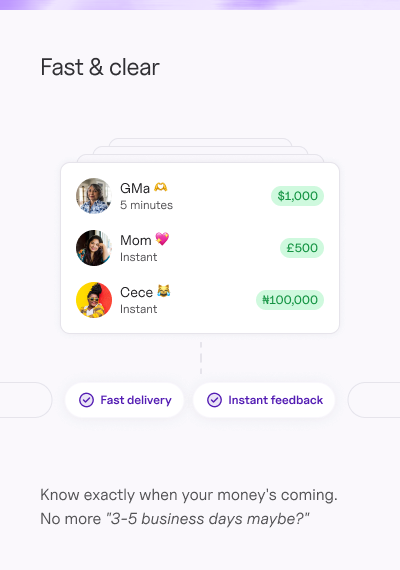 Fast & clear
GMa 🫶
$1,000
5 minutes
Mom 💖
£500
Instant
Cece 😹
₦100,000
Instant
Fast delivery
Instant feedback
Know exactly when your money's coming.
No more "3-5 business days maybe?"